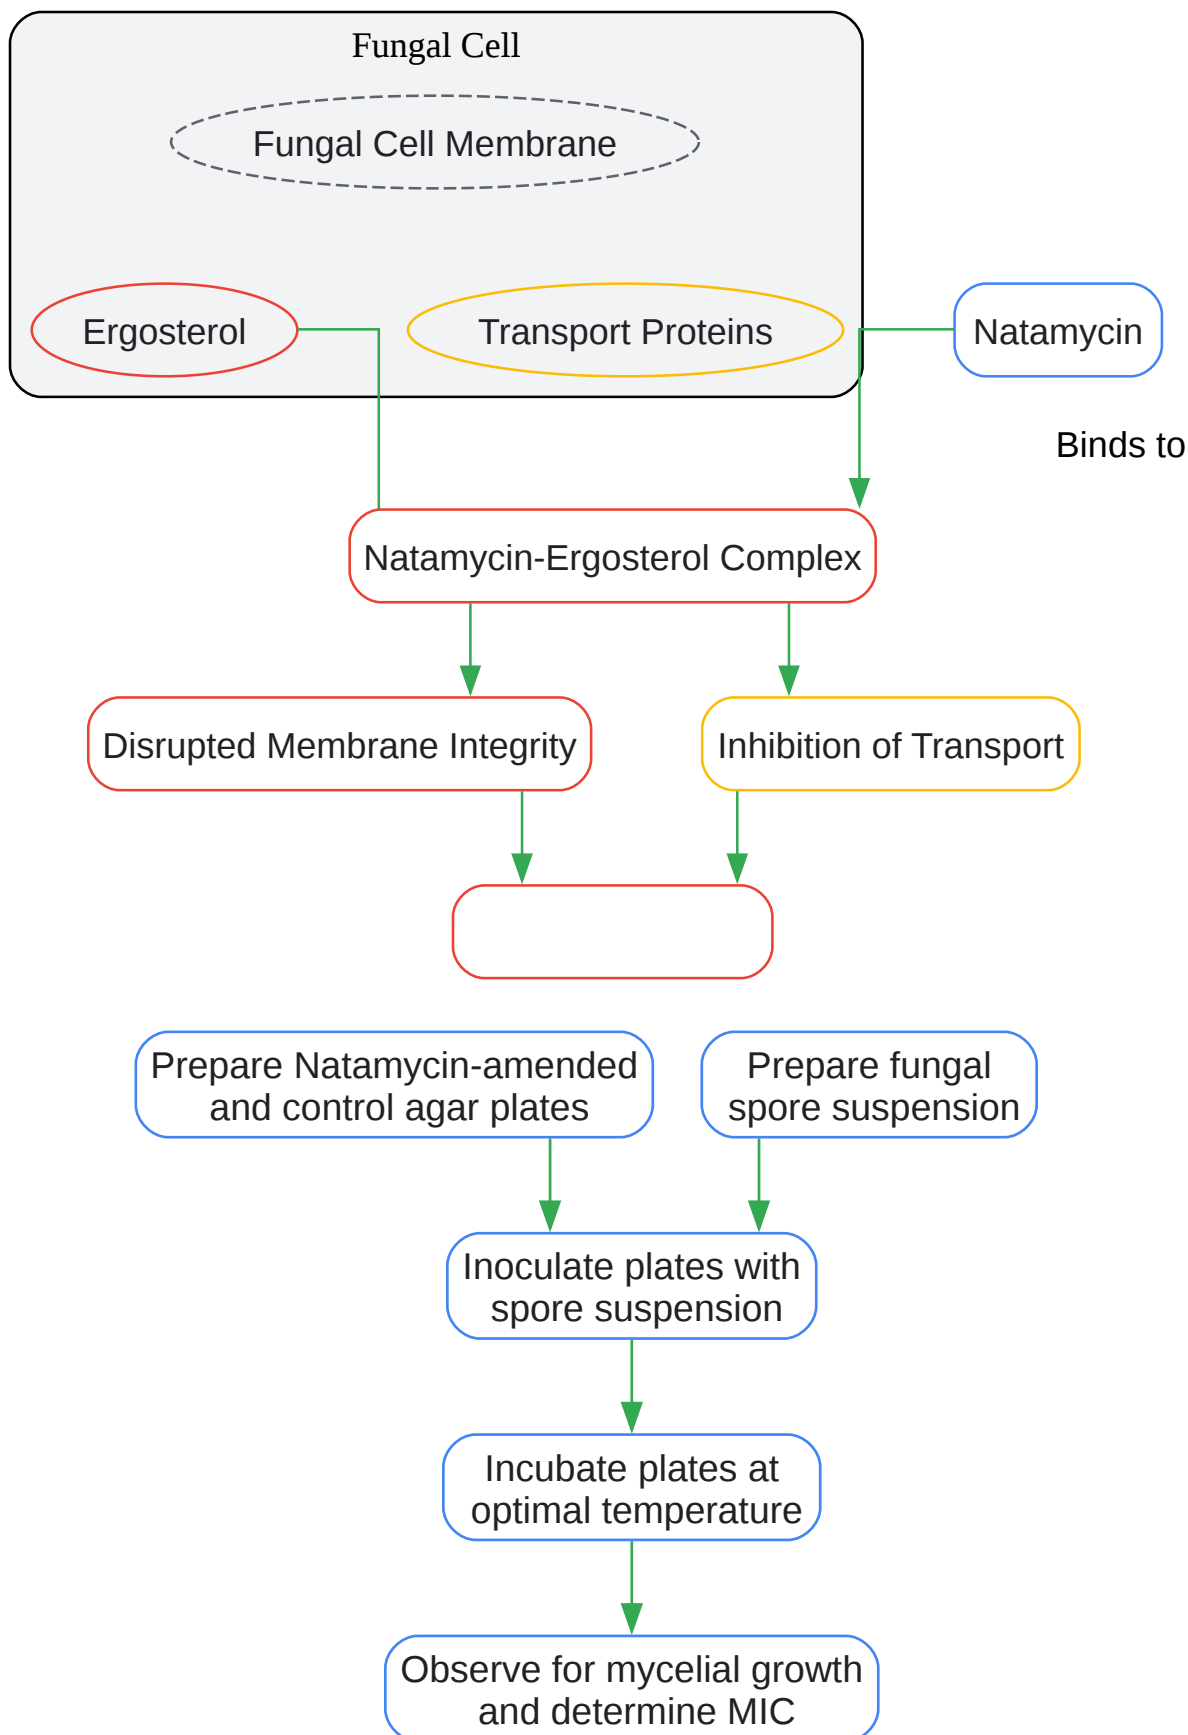 Fungal Cell
Fungal Cell Membrane
Ergosterol
Transport Proteins
Natamycin
Binds to
Natamycin-Ergosterol Complex
Disrupted Membrane Integrity
Inhibition of Transport
Prepare Natamycin-amended
and control agar plates
Prepare fungal
spore suspension
Inoculate plates with
spore suspension
Incubate plates at
optimal temperature
Observe for mycelial growth
and determine MIC